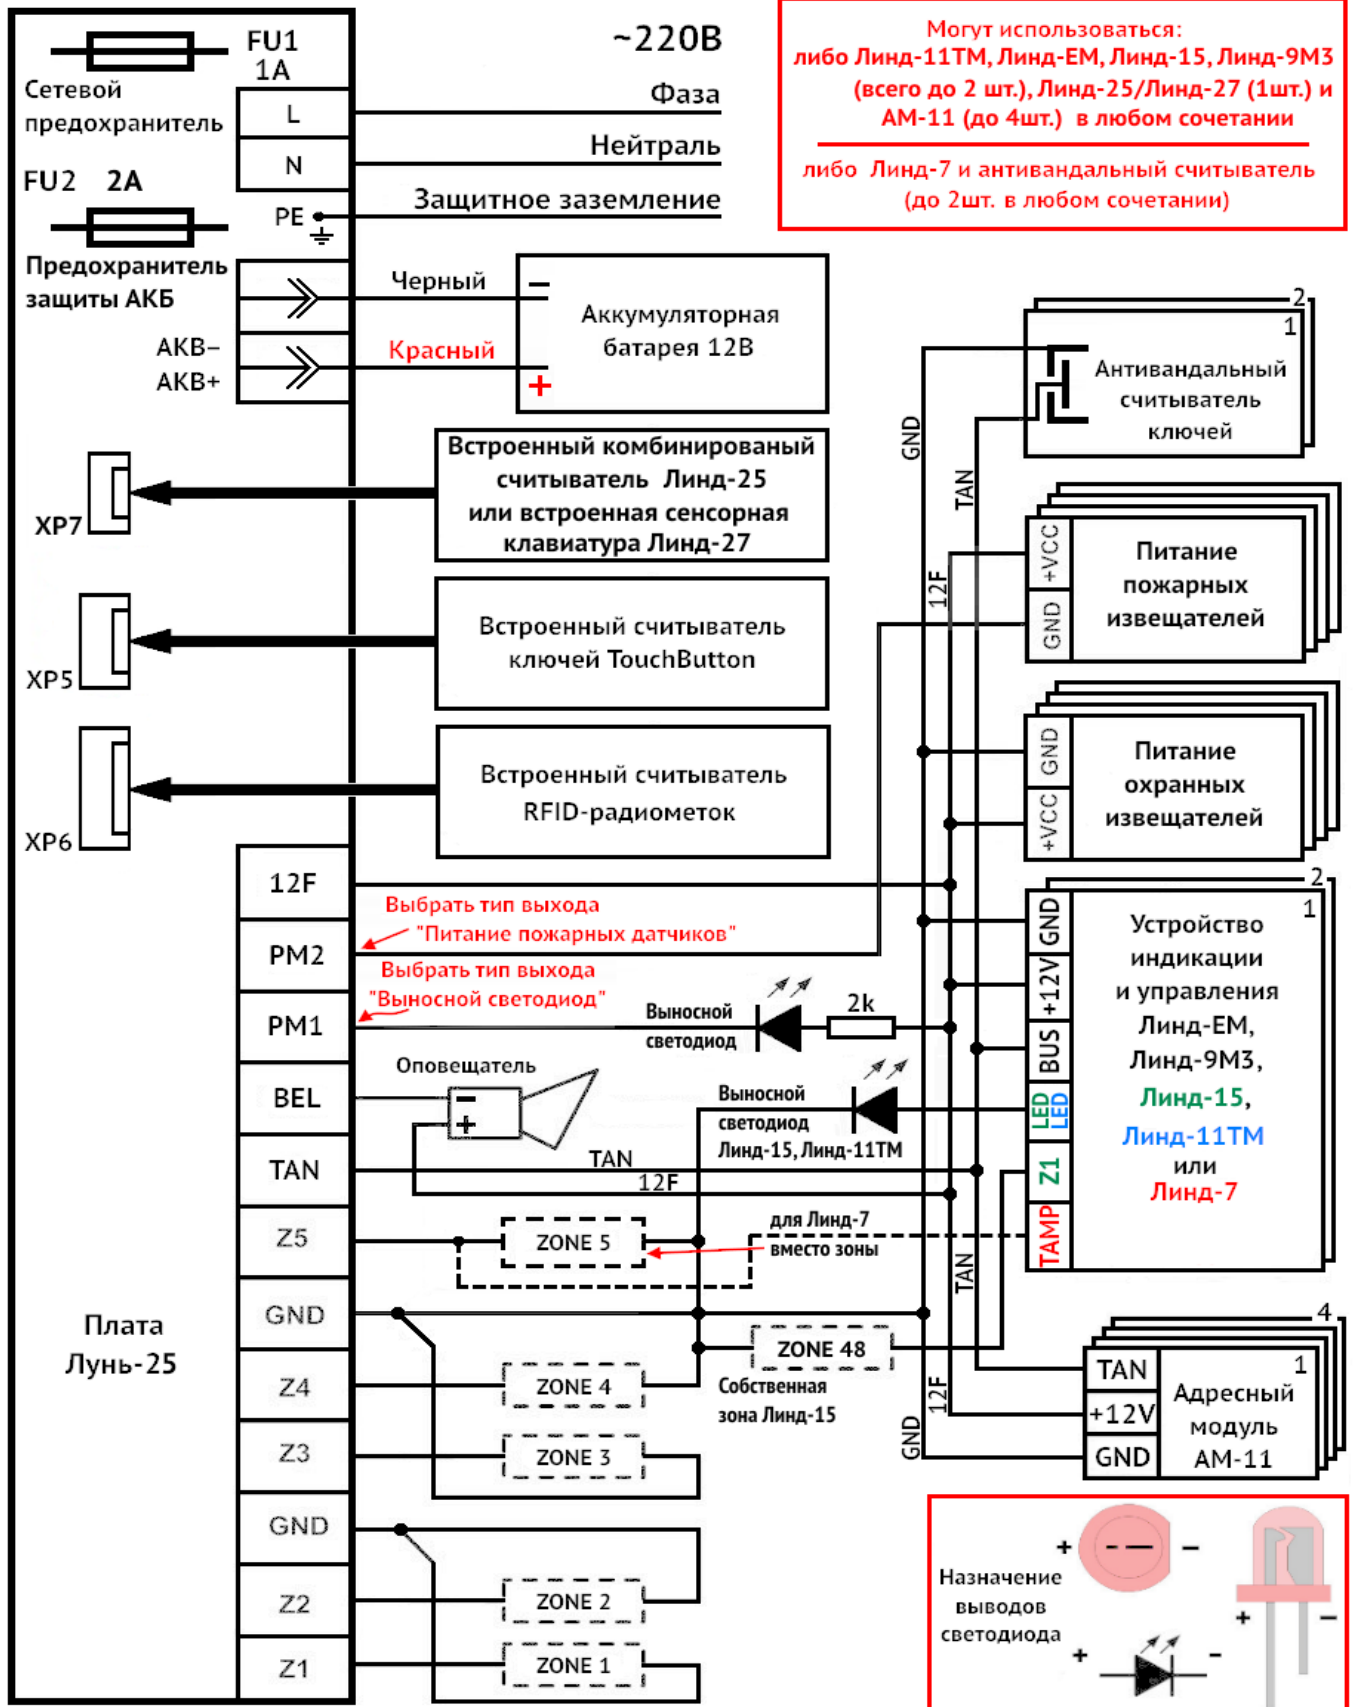 FU1
1A
Сетевой
предохранитель
L
N
FU2 2А
PE
Предохранитель
защиты АКБ
АКВ–
АКВ+
~220В
Фаза
Нейтраль
Защитное заземление
Могут использоваться:
либо Линд-11ТМ, Линд-ЕМ, Линд-15, Линд-9М3
(всего до 2 шт.), Линд-25/Линд-27 (1шт.) и
АМ-11 (до 4шт.) в любом сочетании
либо Линд-7 и антивандальный считыватель
(до 2шт. в любом сочетании)
Черный
Красный
–
+
Аккумуляторная
батарея 12В
XP7
Встроенный комбинированый
считыватель Линд-25
или встроенная сенсорная
клавиатура Линд-27
XP5
Встроенный считыватель
ключей TouchButton
XP6
Встроенный считыватель
RFID-радиометок
2
1
Антивандальный
считыватель
ключей
GND
TAN
12F
+VCC
GND
Питание
пожарных
извещателей
GND
+VCC
Питание
охранных
извещателей
12F
PM2
PM1
BEL
TAN
Z5
GND
Z4
Z3
GND
Z2
Z1
Плата
Лунь-25
Выбрать тип выхода
"Питание пожарных датчиков"
Выбрать тип выхода
"Выносной светодиод"
Выносной
светодиод
2k
Оповещатель
–
+
Выносной
светодиод
Линд-15, Линд-11ТМ
TAN
12F
ZONE 5
для Линд-7
вместо зоны
ZONE 48
Собственная
зона Линд-15
ZONE 4
ZONE 3
ZONE 2
ZONE 1
2
1
GND
+12V
BUS
LED
LED
Z1
TAMP
Устройство
индикации
и управления
Линд-ЕМ,
Линд-9М3,
Линд-15,
Линд-11ТМ
или
Линд-7
TAN
12F
GND
4
1
TAN
+12V
GND
Адресный
модуль
АМ-11
Назначение
выводов
светодиода
+
–
+
–
+
-